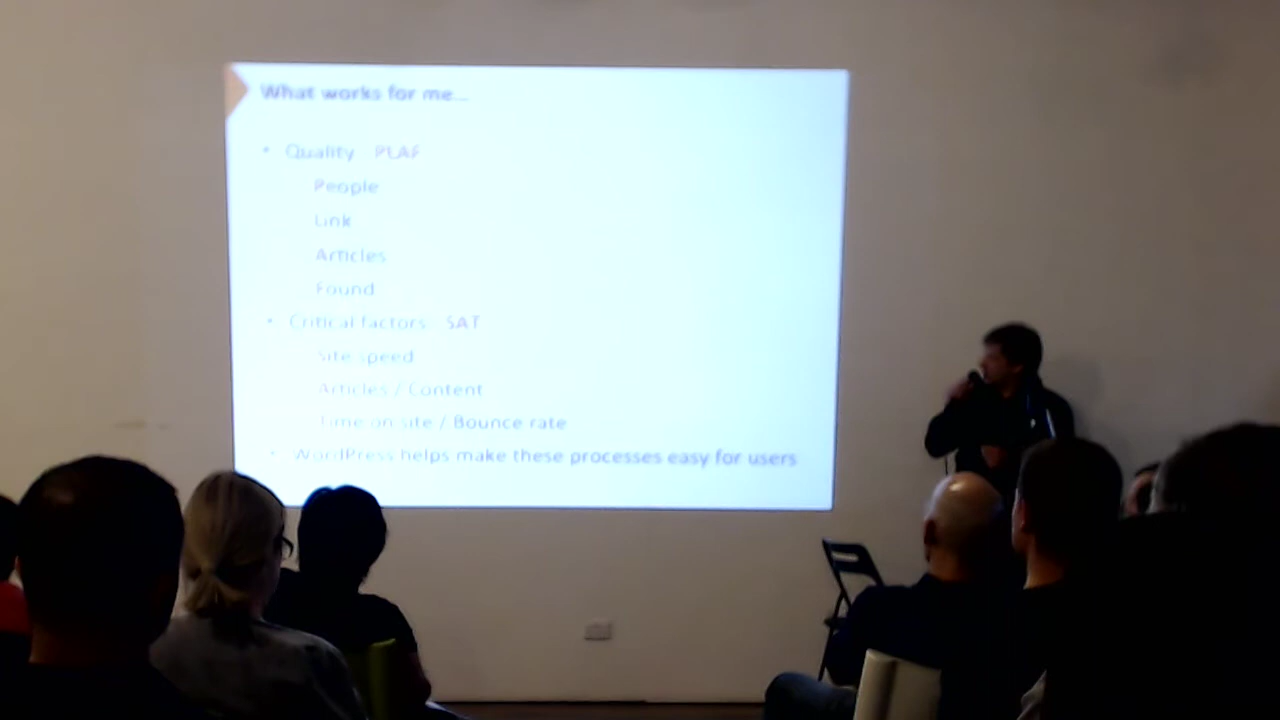 What works for me...
• Quality PLAF
People
Link
Articles
Found
• Critical factors SAT
Site speed
Articles / Content
Time on site / Bounce rate
• WordPress helps make these processes easy for users